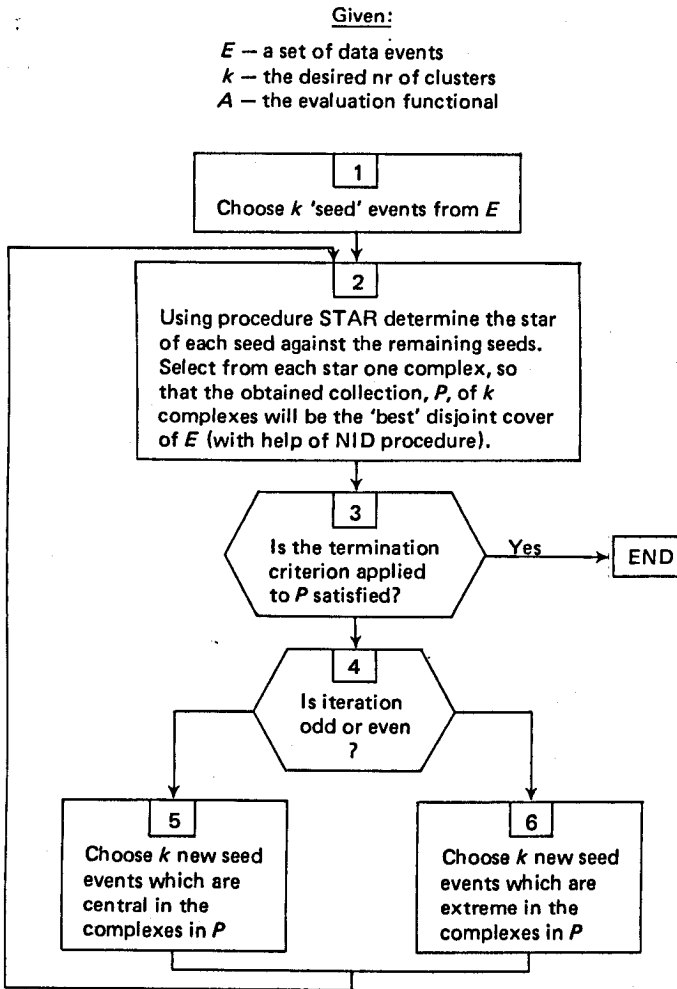 Given:
E — a set of data events
k — the desired nr of clusters
A — the evaluation functional
1
Choose k 'seed' events from E
2
Using procedure STAR determine the star
of each seed against the remaining seeds.
Select from each star one complex, so
that the obtained collection, P, of k
complexes will be the 'best' disjoint cover
of E (with help of NID procedure).
3
Is the termination
criterion applied
to P satisfied?
Yes
END
4
Is iteration
odd or even
?
5
Choose k new seed
events which are
central in the
complexes in P
6
Choose k new seed
events which are
extreme in the
complexes in P